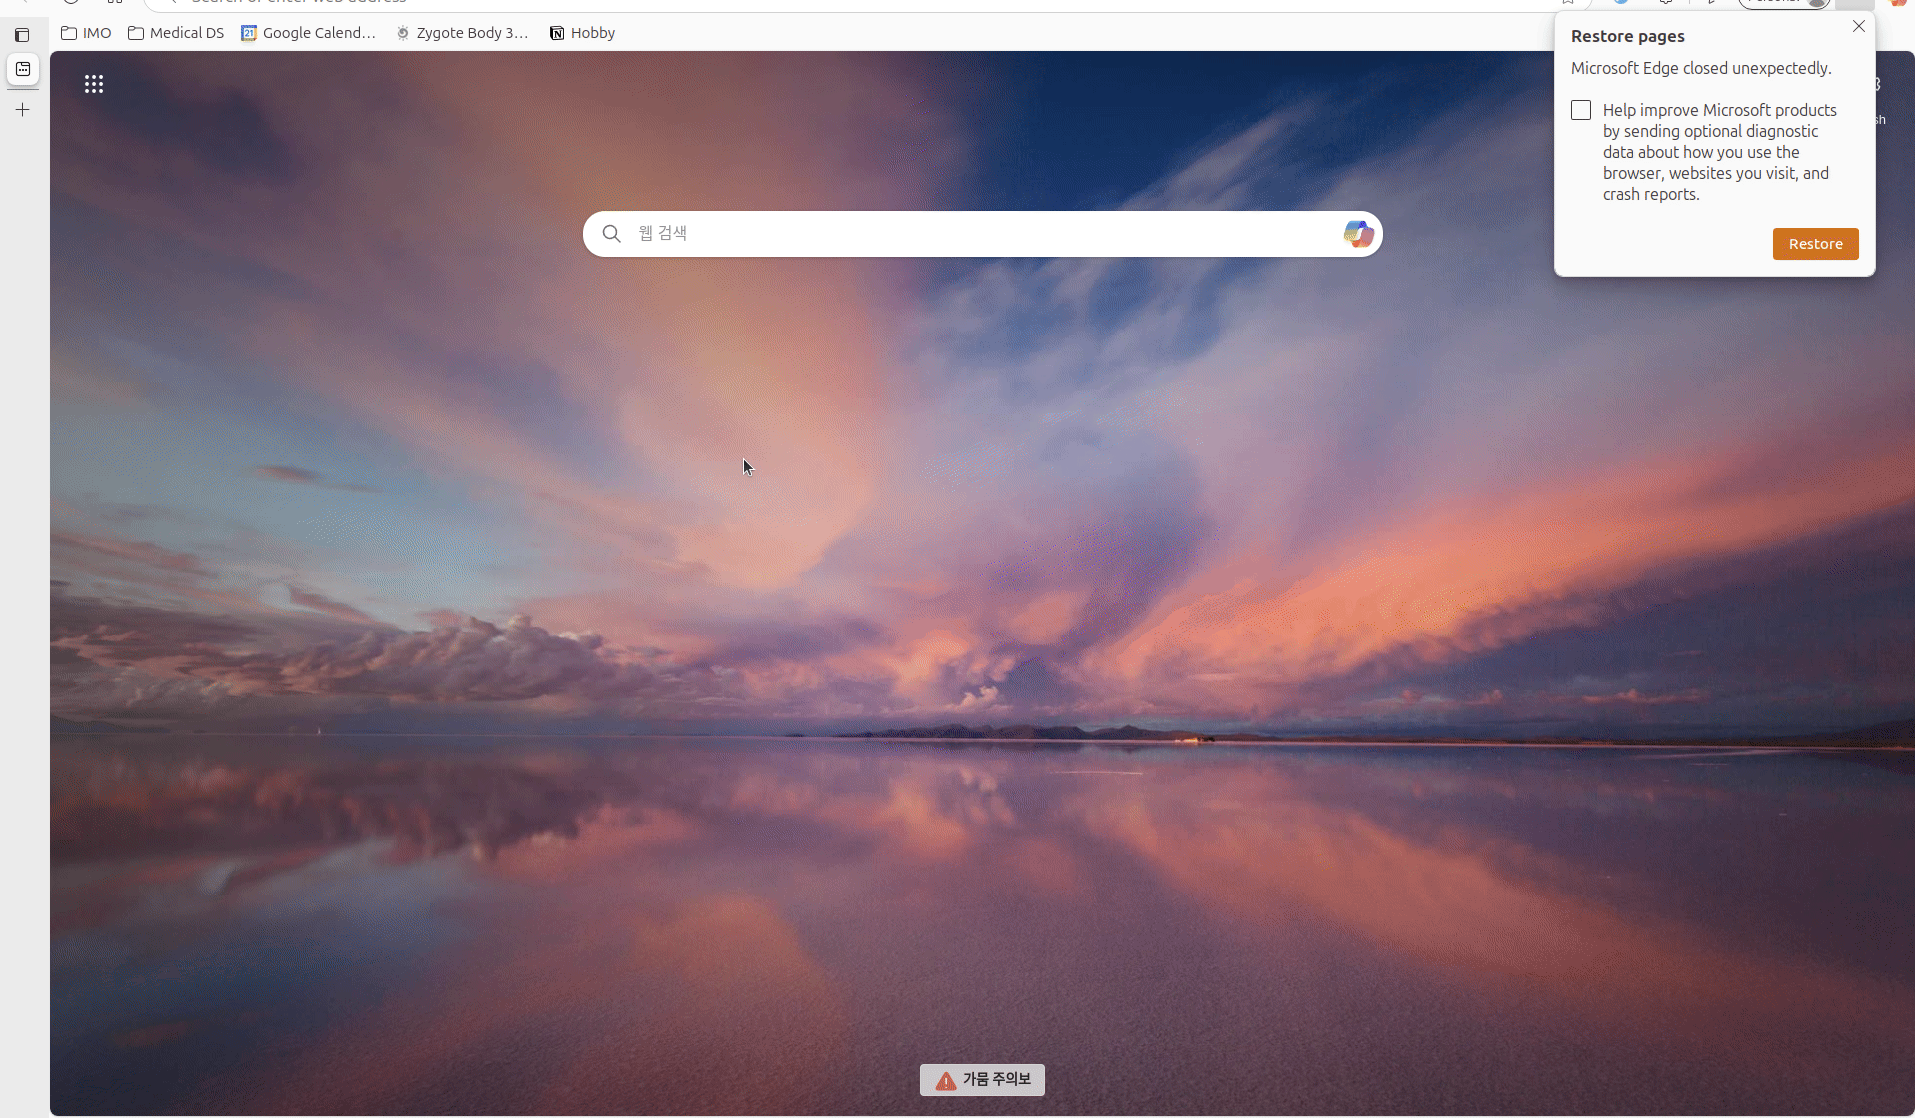 IMO
Medical DS
21
Google Calend...
Zygote Body 3...
Hobby
Restore pages
Microsoft Edge closed unexpectedly.
Help improve Microsoft products
by sending optional diagnostic
data about how you use the
browser, websites you visit, and
crash reports.
Restore
웹 검색
가뭄 주의보